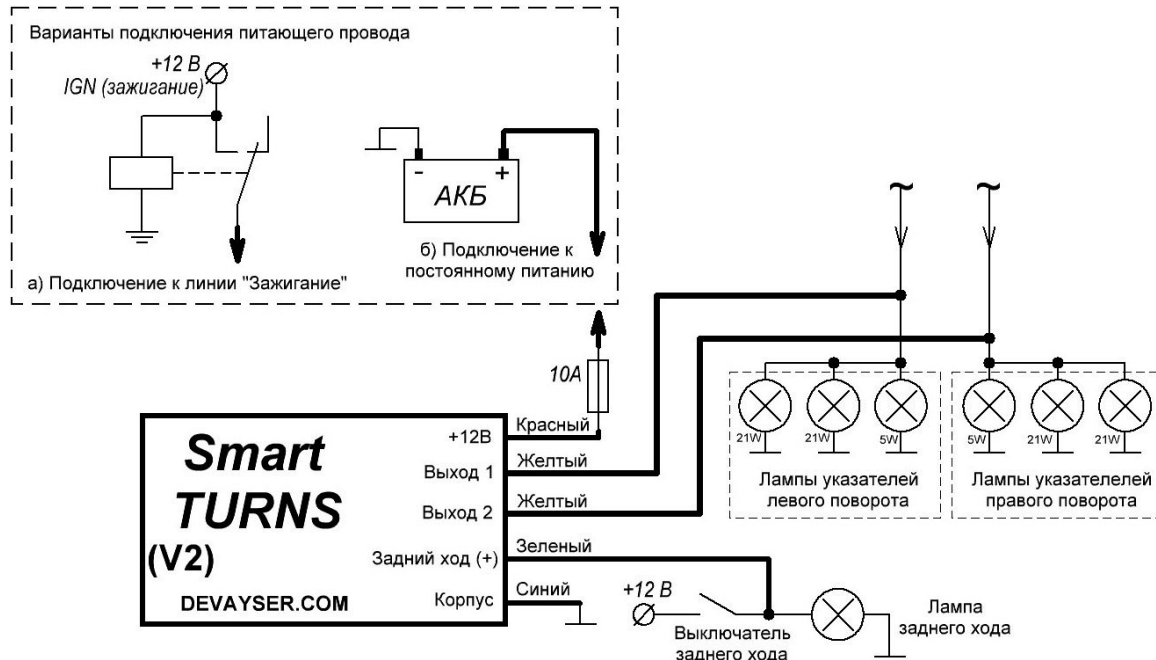 Варианты подключения питающего провода
+12 В
IGN (зажигание)
- +
АКБ
б) Подключение к
постоянному питанию
а) Подключение к линии "Зажигание"
~ ~
10А
Smart
TURNS
(V2)
DEVAYSER.COM
+12В
Выход 1
Выход 2
Задний ход (+)
Корпус
Красный
Желтый
Желтый
Зеленый
Синий
21W 21W 5W
5W 21W 21W
Лампы указателей
левого поворота
Лампы указателелей
правого поворота
+12 В
Выключатель
заднего хода
Лампа
заднего хода